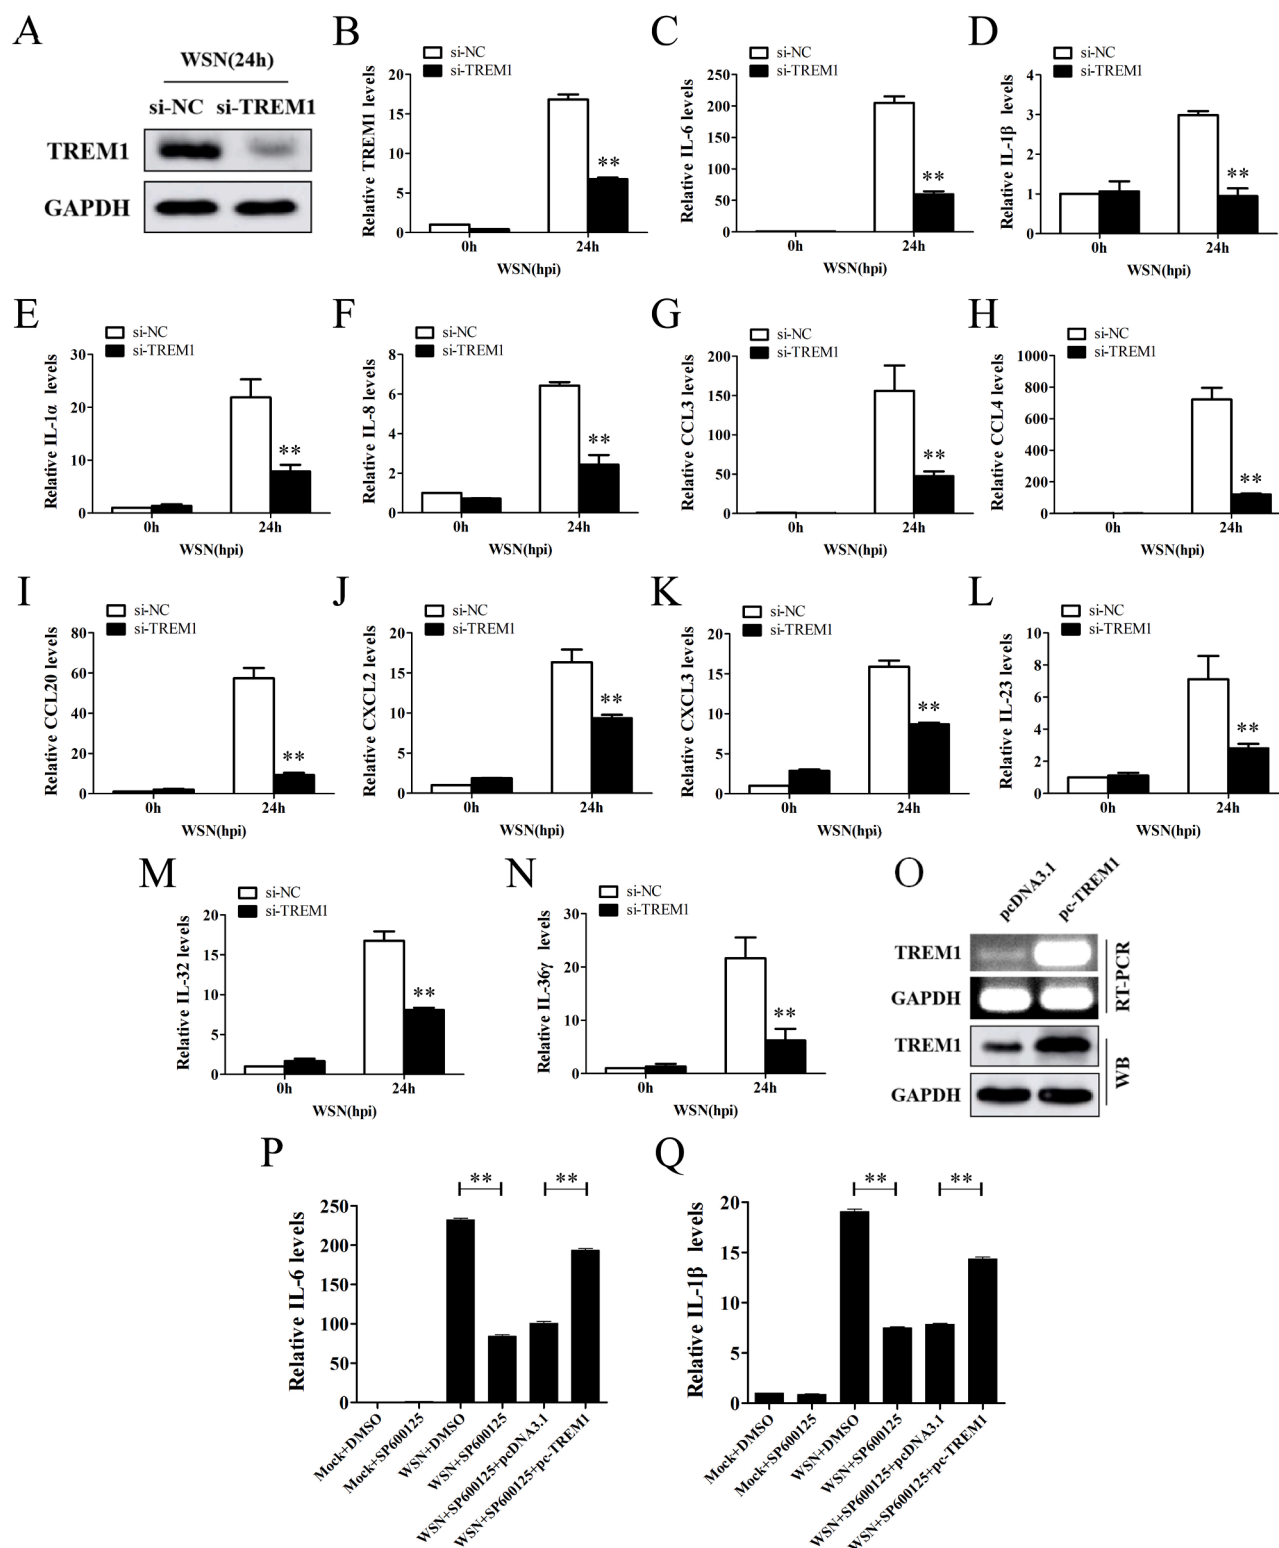 A
WSN(24h)
si-NC si-TREM1
TREM1
GAPDH
B
si-NC
si-TREM1
Relative TREM1 levels
20
15
10
5
0
**
0h 24h
WSN(hpi)
C
si-NC
si-TREM1
Relative IL-6 levels
250
200
150
100
50
0
**
0h 24h
WSN(hpi)
D
si-NC
si-TREM1
Relative IL-1β levels
4
3
2
1
0
**
0h 24h
WSN(hpi)
E
si-NC
si-TREM1
Relative IL-1α levels
30
20
10
0
**
0h 24h
WSN(hpi)
F
si-NC
si-TREM1
Relative IL-8 levels
8
6
4
2
0
**
0h 24h
WSN(hpi)
G
si-NC
si-TREM1
Relative CCL3 levels
200
150
100
50
0
**
0h 24h
WSN(hpi)
H
si-NC
si-TREM1
Relative CCL4 levels
1000
800
600
400
200
0
**
0h 24h
WSN(hpi)
I
si-NC
si-TREM1
Relative CCL20 levels
80
60
40
20
0
**
0h 24h
WSN(hpi)
J
si-NC
si-TREM1
Relative CXCL2 levels
20
15
10
5
0
**
0h 24h
WSN(hpi)
K
si-NC
si-TREM1
Relative CXCL3 levels
20
15
10
5
0
**
0h 24h
WSN(hpi)
L
si-NC
si-TREM1
Relative IL-23 levels
10
8
6
4
2
0
**
0h 24h
WSN(hpi)
M
si-NC
si-TREM1
Relative IL-32 levels
20
15
10
5
0
**
0h 24h
WSN(hpi)
N
si-NC
si-TREM1
Relative IL-36γ levels
30
20
10
0
**
0h 24h
WSN(hpi)
O
pcDNA3.1 pc-TREM1
TREM1
GAPDH
RT-PCR
TREM1
GAPDH
WB
P
Relative IL-6 levels
250
200
150
100
50
0
** **
Mock+DMSO
Mock+SP600125
WSN+DMSO
WSN+SP600125
WSN+SP600125+pcDNA3.1
WSN+SP600125+pc-TREM1
Q
Relative IL-1β levels
20
15
10
5
0
** **
Mock+DMSO
Mock+SP600125
WSN+DMSO
WSN+SP600125
WSN+SP600125+pcDNA3.1
WSN+SP600125+pc-TREM1